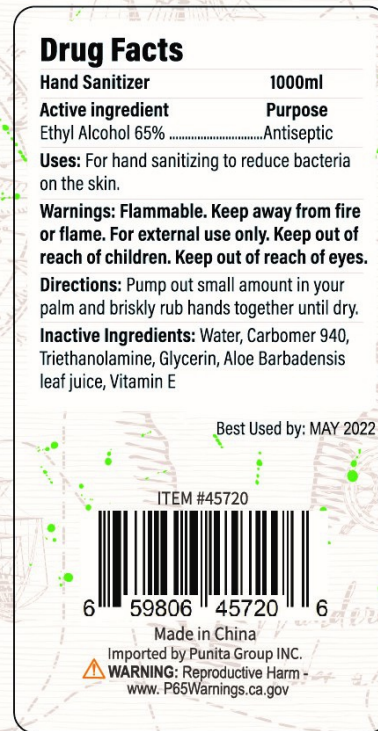 Drug Facts
Hand Sanitizer 1000ml
Active ingredient Purpose
Ethyl Alcohol 65% ..............................Antiseptic
Uses: For hand sanitizing to reduce bacteria
on the skin.
Warnings: Flammable. Keep away from fire
or flame. For external use only. Keep out of
reach of children. Keep out of reach of eyes.
Directions: Pump out small amount in your
palm and briskly rub hands together until dry.
Inactive Ingredients: Water, Carbomer 940,
Triethanolamine, Glycerin, Aloe Barbadensis
leaf juice, Vitamin E
Best Used by: MAY 2022
ITEM #45720
6 59806 45720 6
Made in China
Imported by Punita Group INC.
⚠ WARNING: Reproductive Harm -
www. P65Warnings.ca.gov